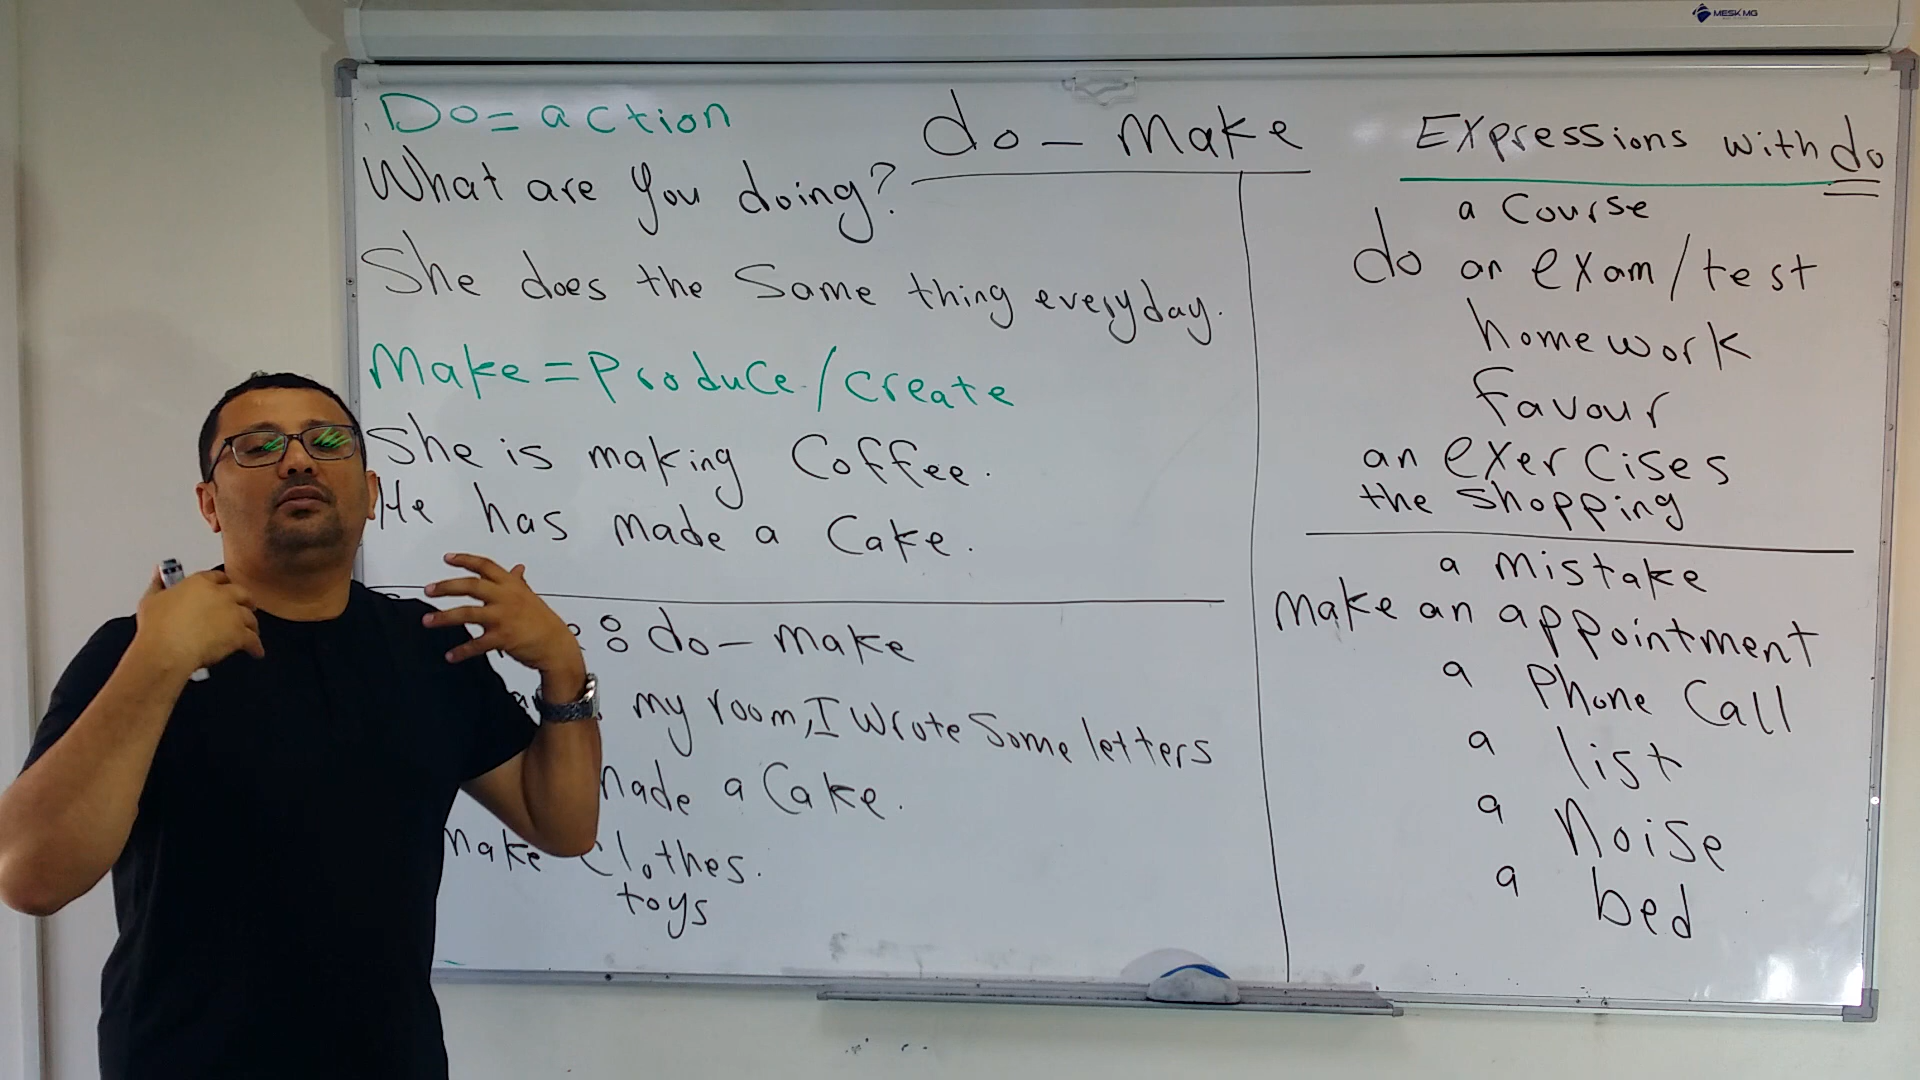 MESK MG
do - Make
Do = action
What are you doing?
She does the Same thing everyday.
Make = Produce / create
She is making Coffee.
He has made a Cake.
: do - make
my room, I wrote Some letters
made a Cake.
make Clothes.
toys
Expressions with do
a Course
do an exam / test
homework
favour
an exercises
the shopping
a mistake
Make an appointment
a Phone Call
a list
a noise
a bed